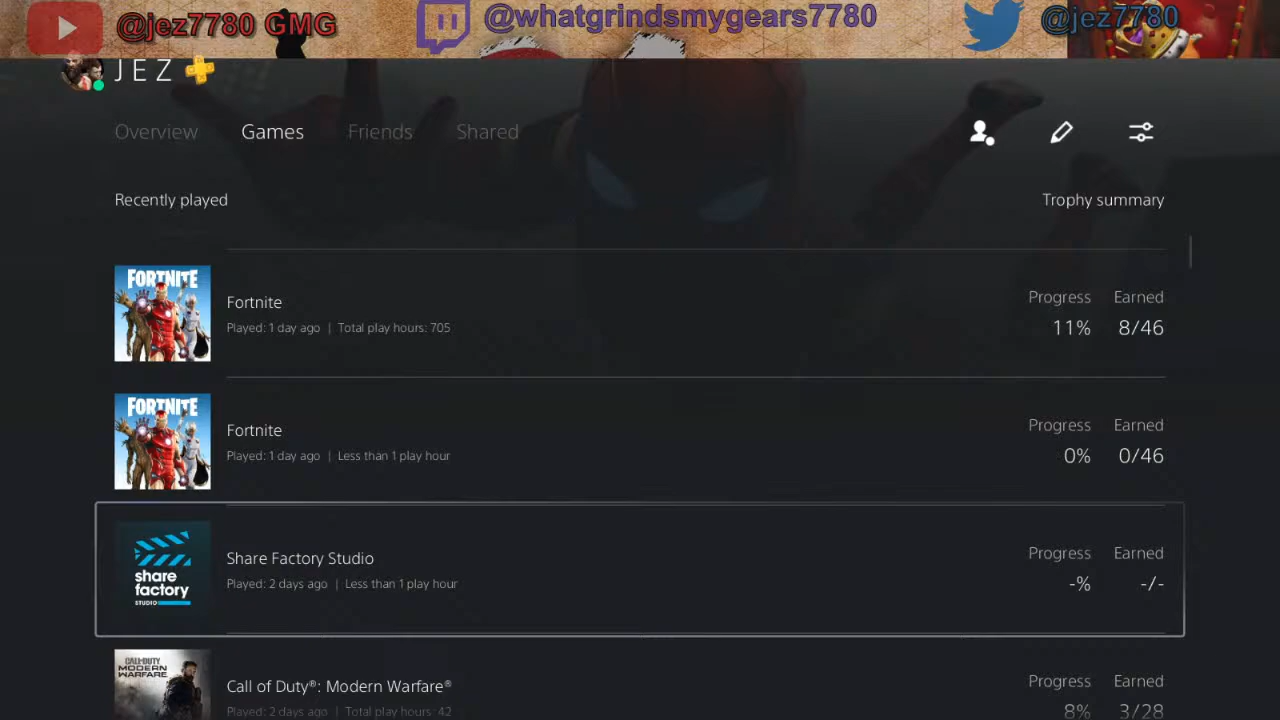 @jez7780 GMG
@whatgrindsmygears7780
@jez7780
JEZ
Overview Games Friends Shared
Recently played
Trophy summary
FORTNITE
Fortnite
Played: 1 day ago | Total play hours: 705
Progress Earned
11% 8/46
FORTNITE
Fortnite
Played: 1 day ago | Less than 1 play hour
Progress Earned
0% 0/46
share
factory
STUDIO
Share Factory Studio
Played: 2 days ago | Less than 1 play hour
Progress Earned
-% -/-
CALL·DUTY
MODERN
WARFARE
Call of Duty®: Modern Warfare®
Played: 2 days ago | Total play hours: 42
Progress Earned
8% 3/28